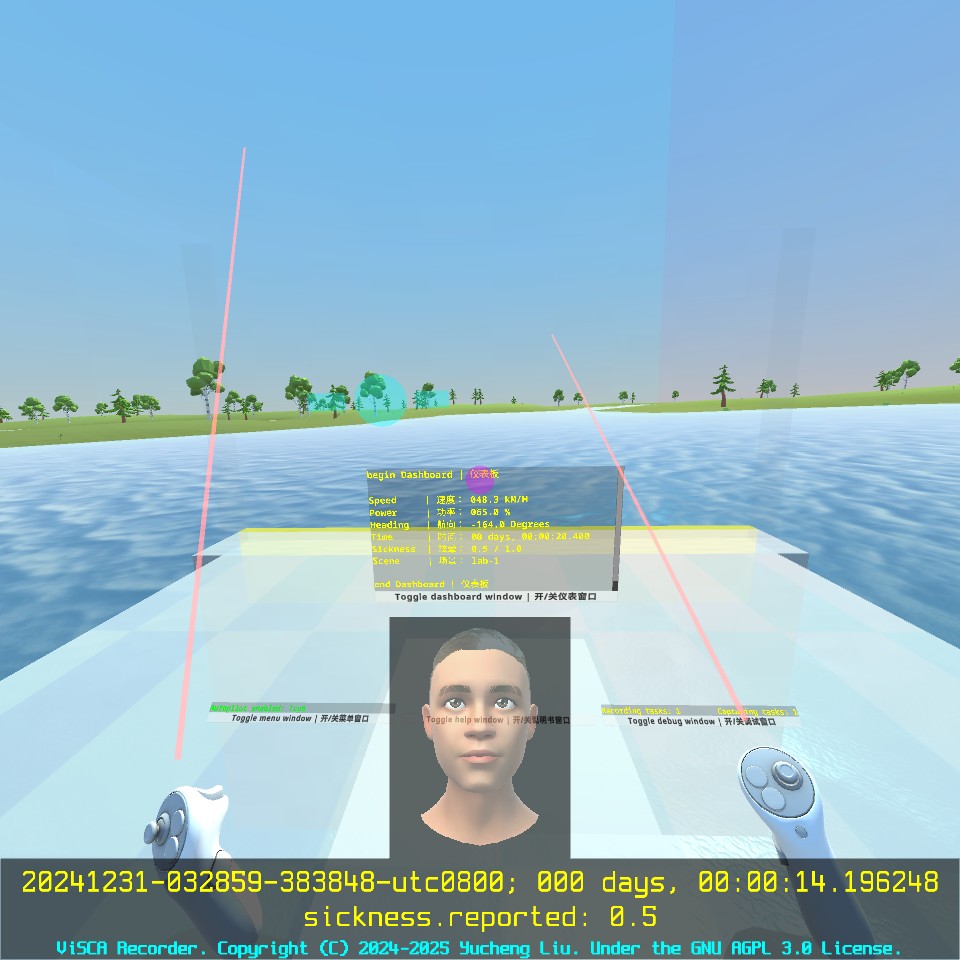 begin Dashboard | 仪表板
Speed | 速度: 048.3 kM/H
Power | 功率: 065.0 %
Heading | 航向: -164.0 Degrees
Time | 时间: 00 days, 00:00:20.400
Sickness | 0.5 / 1.0
Scene | 场景: lab-1
end Dashboard | 仪表板
Toggle dashboard window | 开/关仪表窗口
Autopilot enabled: True
Toggle menu window | 开/关菜单窗口
Toggle help window | 开/关说明书窗口
Recording tasks: 1 Capturing tasks: 1
Toggle debug window | 开/关调试窗口
20241231-032859-383848-utc0800; 000 days, 00:00:14.196248
sickness.reported: 0.5
ViSCA Recorder. Copyright (C) 2024-2025 Yucheng Liu. Under the GNU AGPL 3.0 License.